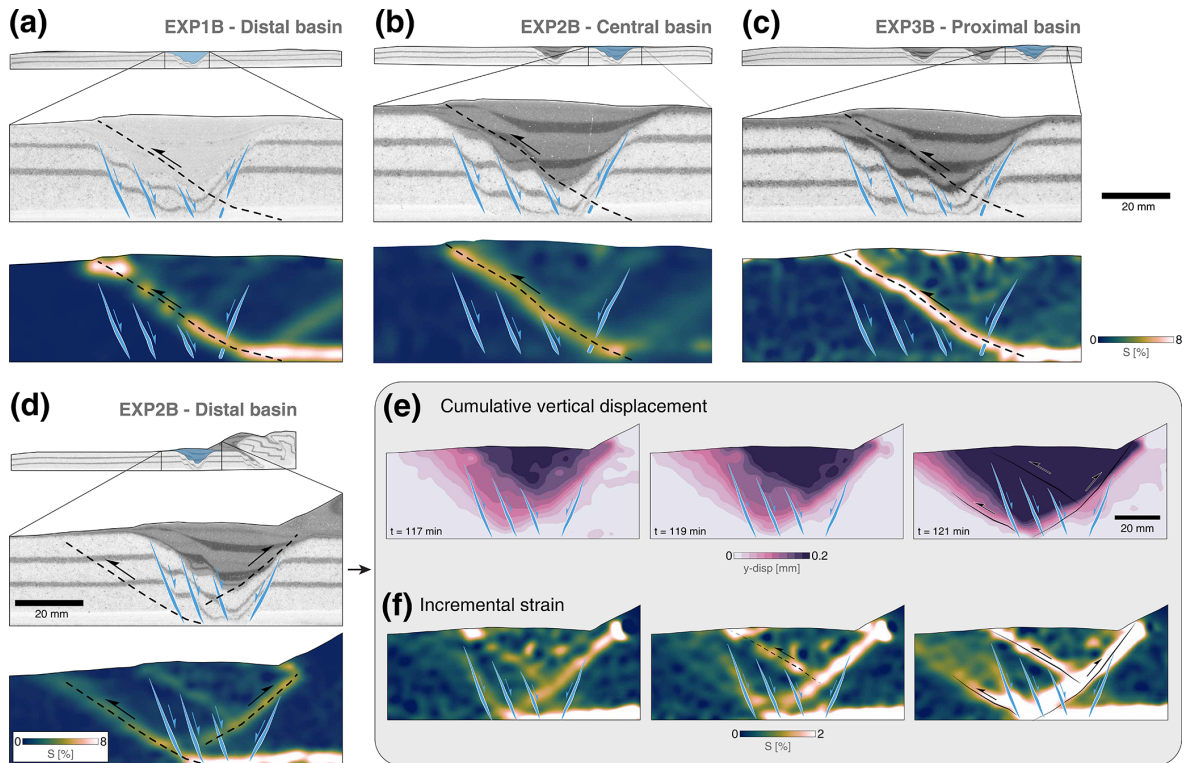 (a)
EXP1B - Distal basin
(b)
EXP2B - Central basin
(c)
EXP3B - Proximal basin
20 mm
0
8
S [%]
(d)
EXP2B - Distal basin
20 mm
0
8
S [%]
(e)
Cumulative vertical displacement
t = 117 min
t = 119 min
t = 121 min
20 mm
0
0.2
y-disp [mm]
(f)
Incremental strain
0
2
S [%]